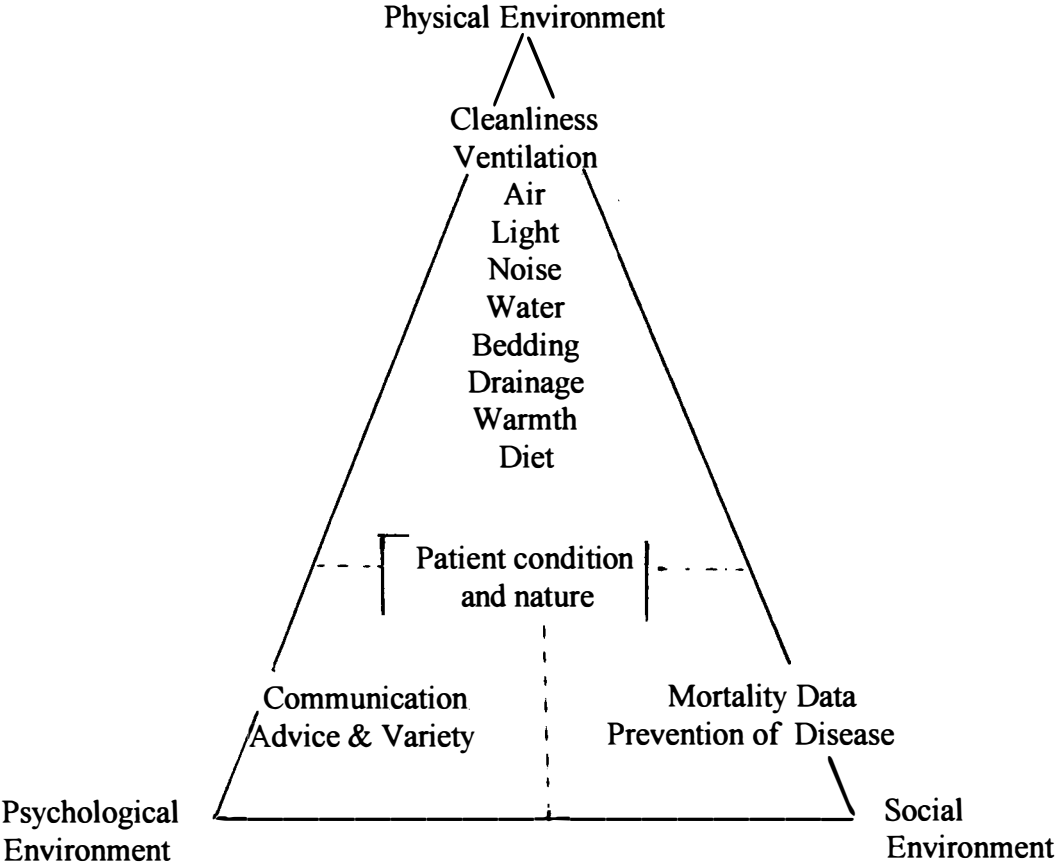 Physical Environment
Cleanliness
Ventilation
Air
Light
Noise
Water
Bedding
Drainage
Warmth
Diet
Patient condition
and nature
Communication
Advice & Variety
Mortality Data
Prevention of Disease
Psychological
Environment
Social
Environment